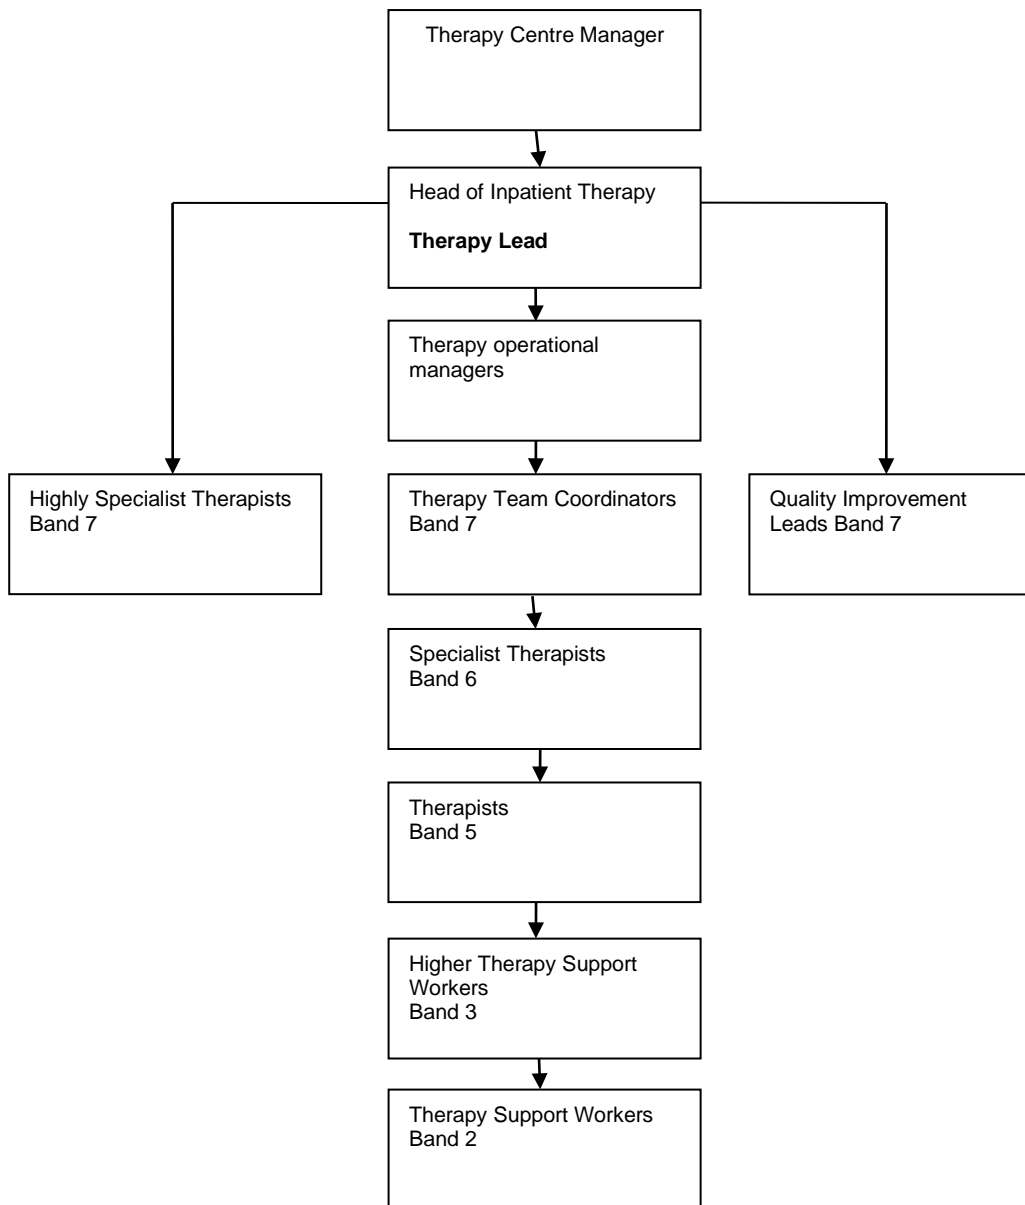 Therapy Centre Manager
Head of Inpatient Therapy
Therapy Lead
Therapy operational
managers
Highly Specialist Therapists
Band 7
Therapy Team Coordinators
Band 7
Quality Improvement
Leads Band 7
Specialist Therapists
Band 6
Therapists
Band 5
Higher Therapy Support
Workers
Band 3
Therapy Support Workers
Band 2